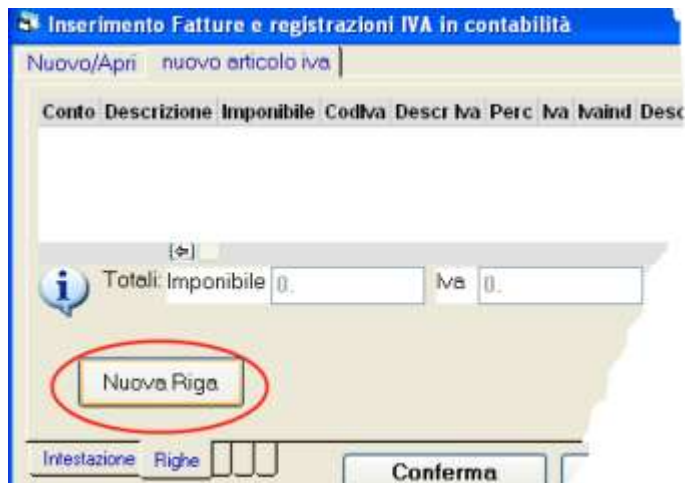 Inserimento Fatture e registrazioni IVA in contabilità
Nuovo/Apri nuovo articolo iva
Conto Descrizione Imponibile CodIva Descr Iva Perc Iva Ivaind Desc
Totali: Imponibile 0. Iva 0.
Nuova Riga
Intestazione Righe
Conferma